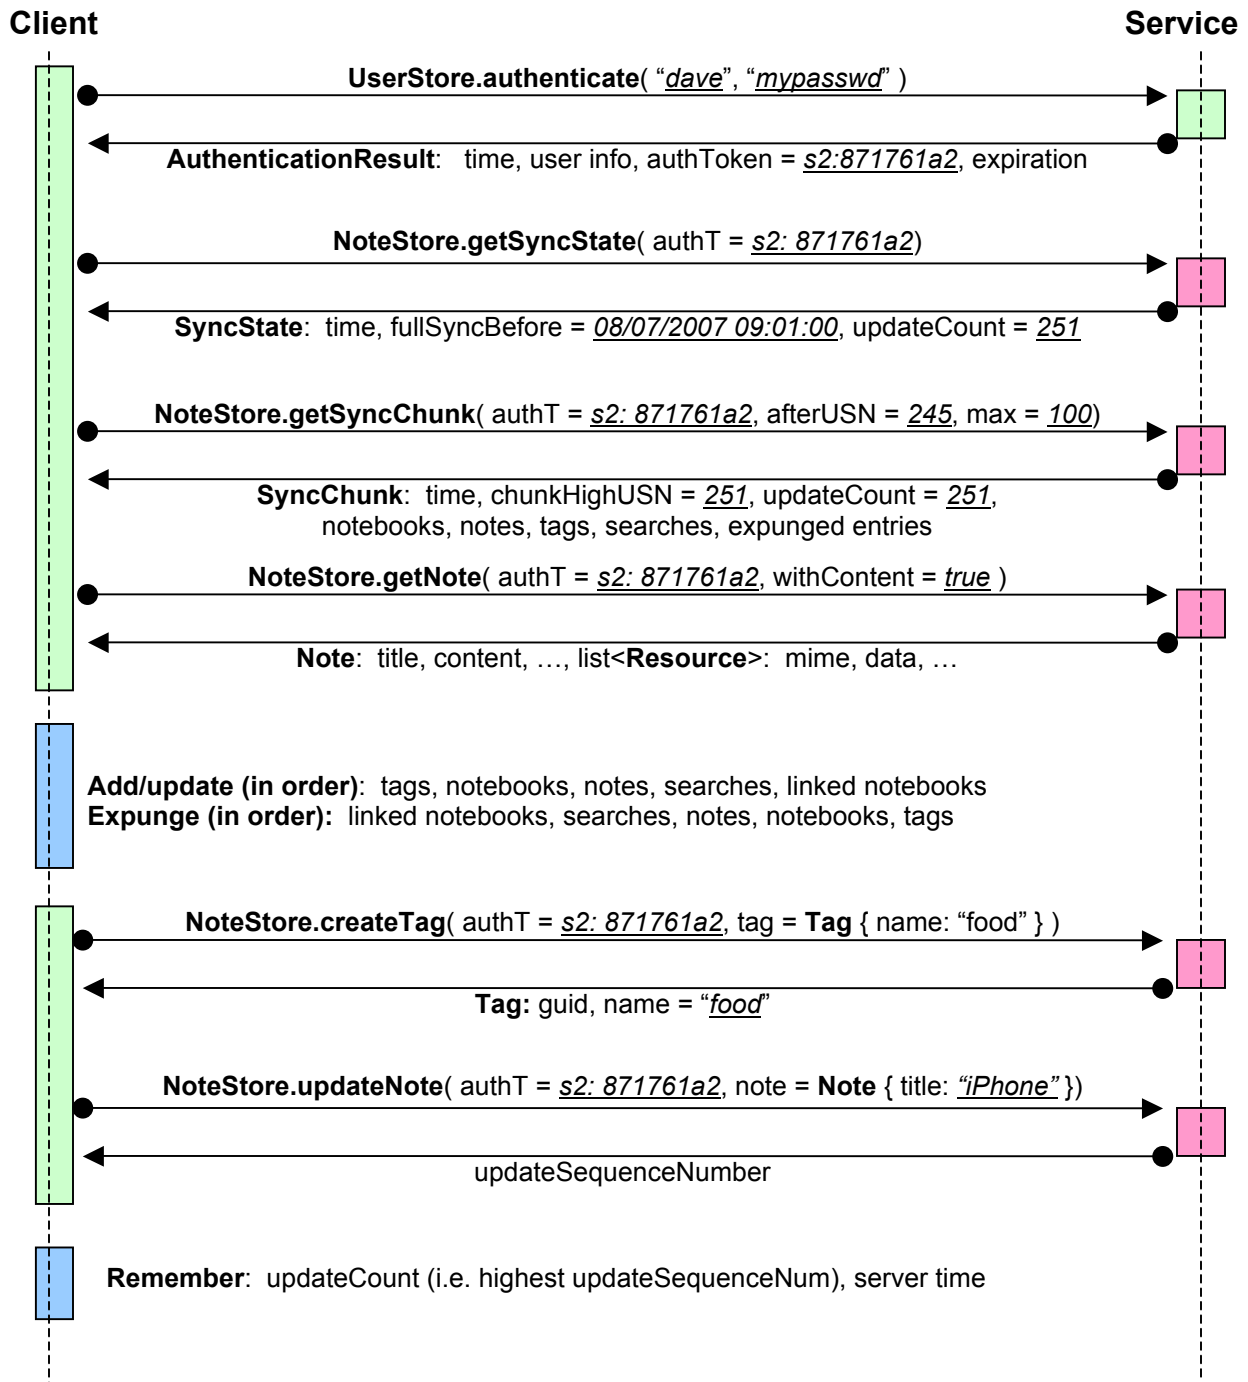 Client
Service
UserStore.authenticate( “dave”, “mypasswd” )
AuthenticationResult: time, user info, authToken = s2:871761a2, expiration
NoteStore.getSyncState( authT = s2: 871761a2)
SyncState: time, fullSyncBefore = 08/07/2007 09:01:00, updateCount = 251
NoteStore.getSyncChunk( authT = s2: 871761a2, afterUSN = 245, max = 100)
SyncChunk: time, chunkHighUSN = 251, updateCount = 251,
notebooks, notes, tags, searches, expunged entries
NoteStore.getNote( authT = s2: 871761a2, withContent = true )
Note: title, content, …, list<Resource>: mime, data, …
Add/update (in order): tags, notebooks, notes, searches, linked notebooks
Expunge (in order): linked notebooks, searches, notes, notebooks, tags
NoteStore.createTag( authT = s2: 871761a2, tag = Tag { name: “food” } )
Tag: guid, name = “food”
NoteStore.updateNote( authT = s2: 871761a2, note = Note { title: “iPhone” })
updateSequenceNumber
Remember: updateCount (i.e. highest updateSequenceNum), server time